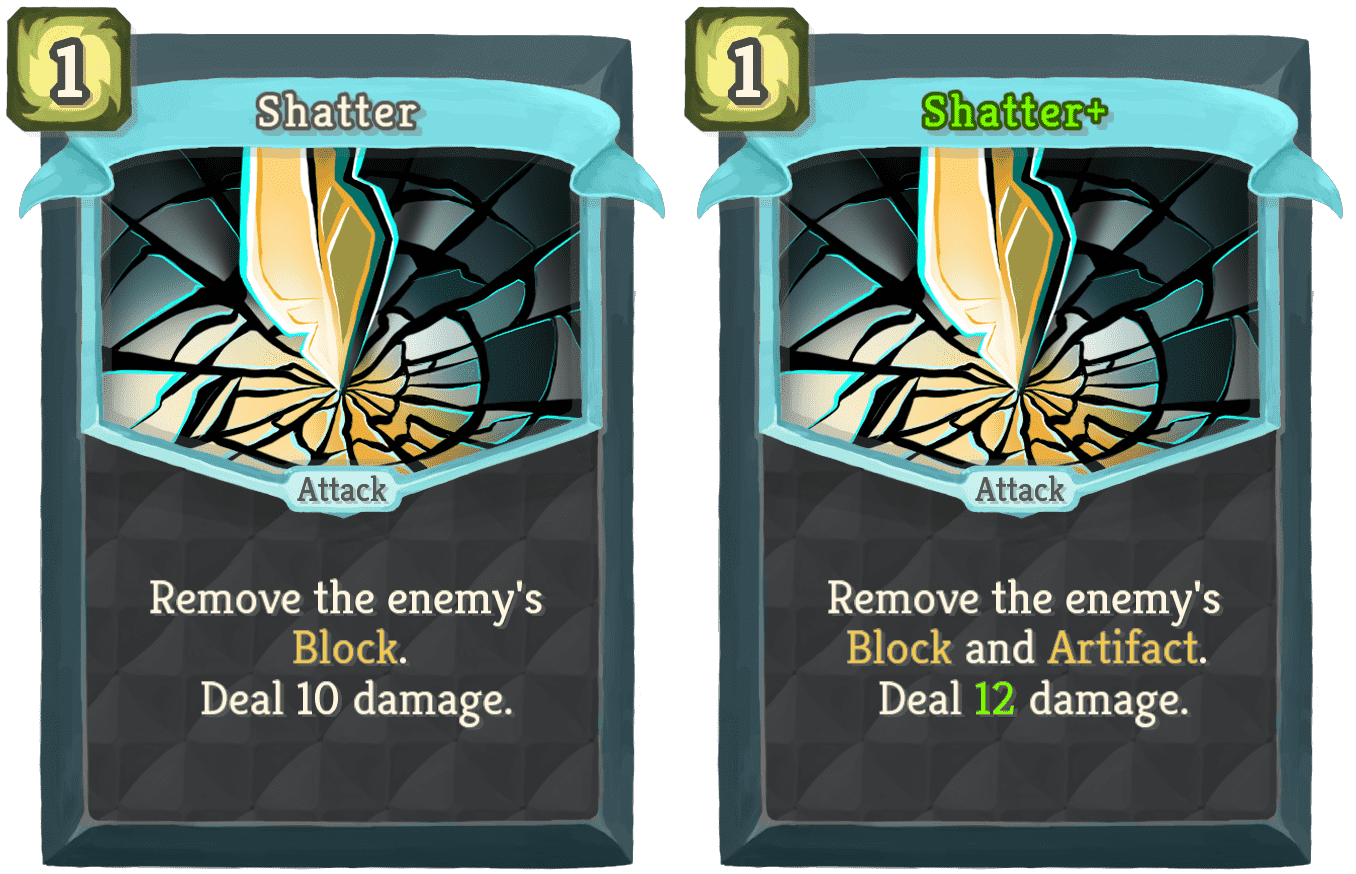 1
Shatter
Attack
Remove the enemy's
Block.
Deal 10 damage.
1
Shatter+
Attack
Remove the enemy's
Block and Artifact.
Deal 12 damage.